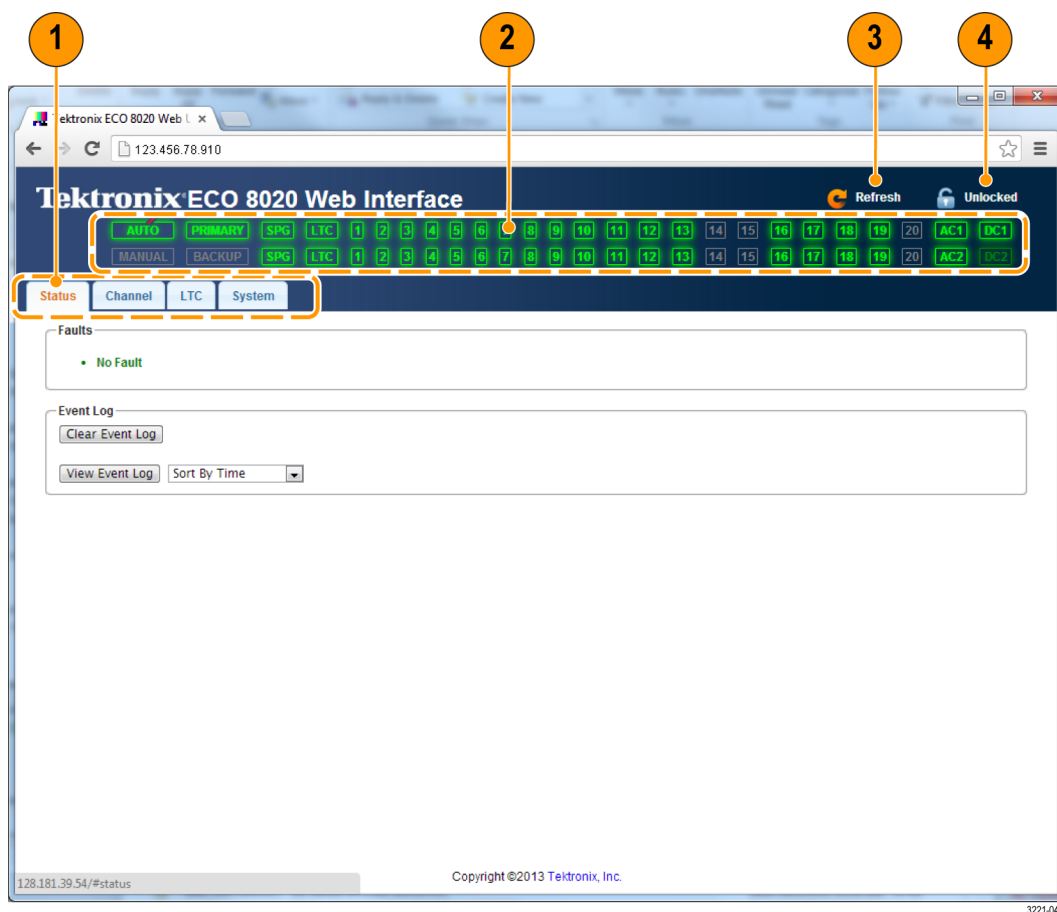 1 2 3 4
ektronix ECO 8020 Web U
123.456.78.910
Tektronix ECO 8020 Web Interface
Refresh Unlocked
AUTO PRIMARY SPG LTC 1 2 3 4 5 6 7 8 9 10 11 12 13 14 15 16 17 18 19 20 AC1 DC1
MANUAL BACKUP SPG LTC 1 2 3 4 5 6 7 8 9 10 11 12 13 14 15 16 17 18 19 20 AC2 DC2
Status Channel LTC System
Faults
• No Fault
Event Log
Clear Event Log
View Event Log Sort By Time
Copyright ©2013 Tektronix, Inc.
128.181.39.54/#status